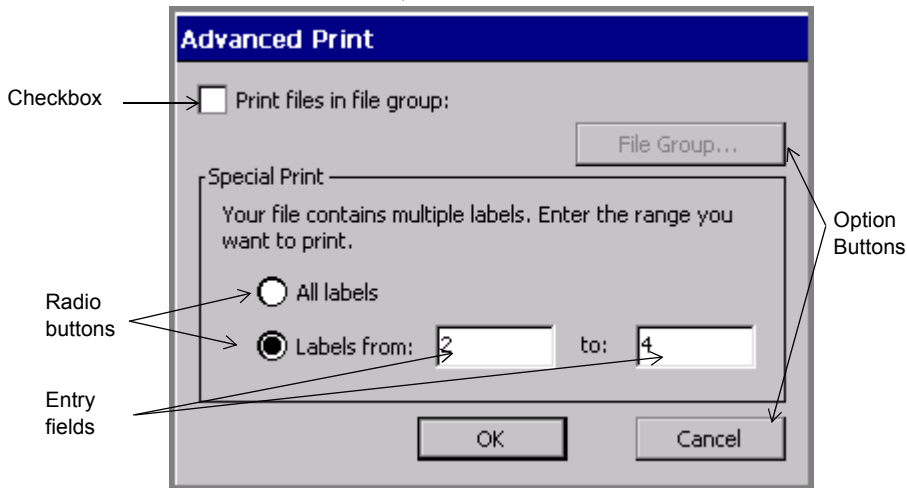 Advanced Print
Checkbox
Print files in file group:
File Group...
Special Print
Your file contains multiple labels. Enter the range you
want to print.
Option
Buttons
Radio
buttons
All labels
Labels from: 2 to: 4
Entry
fields
OK Cancel